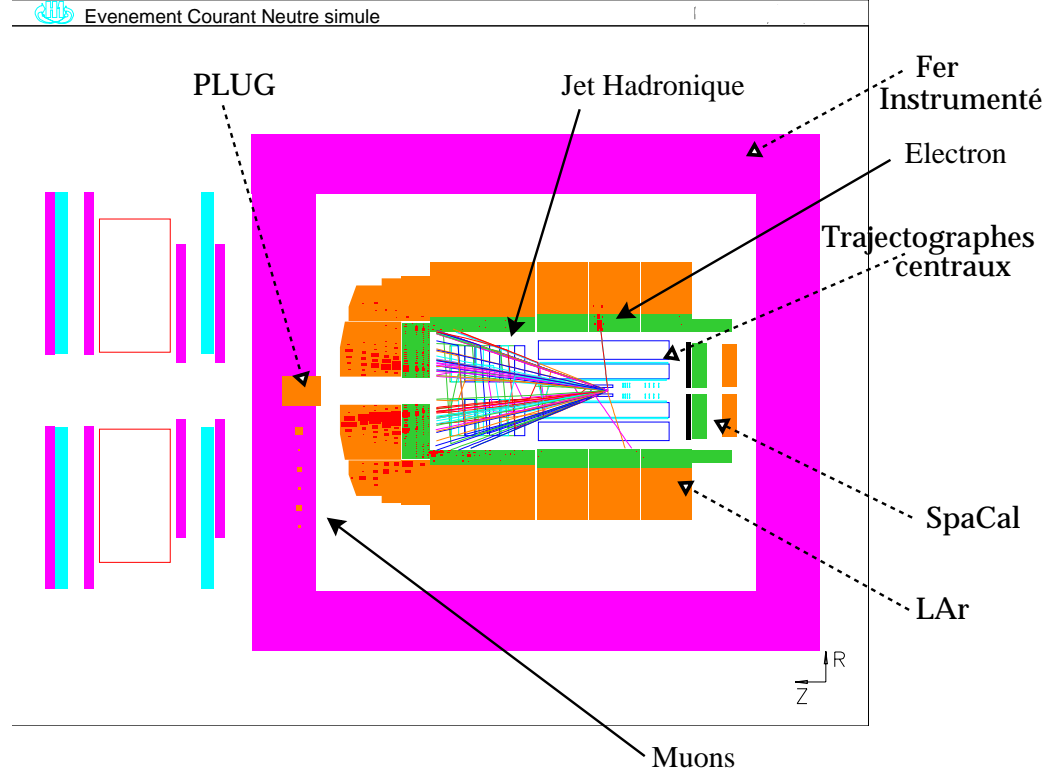 Evenement Courant Neutre simule
PLUG
Jet Hadronique
Fer
Instrumenté
Electron
Trajectographes
centraux
SpaCal
LAr
R
Z
Muons